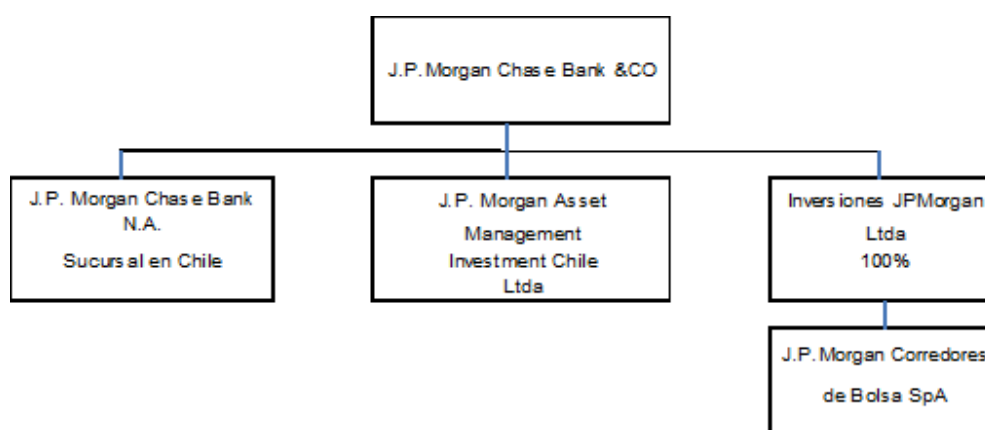 J.P. Morgan Chase Bank &CO
J.P. Morgan Chase Bank
N.A.
Sucursal en Chile
J.P. Morgan Asset
Management
Investment Chile
Ltda
Inversiones JPMorgan
Ltda
100%
J.P. Morgan Corredores
de Bolsa SpA